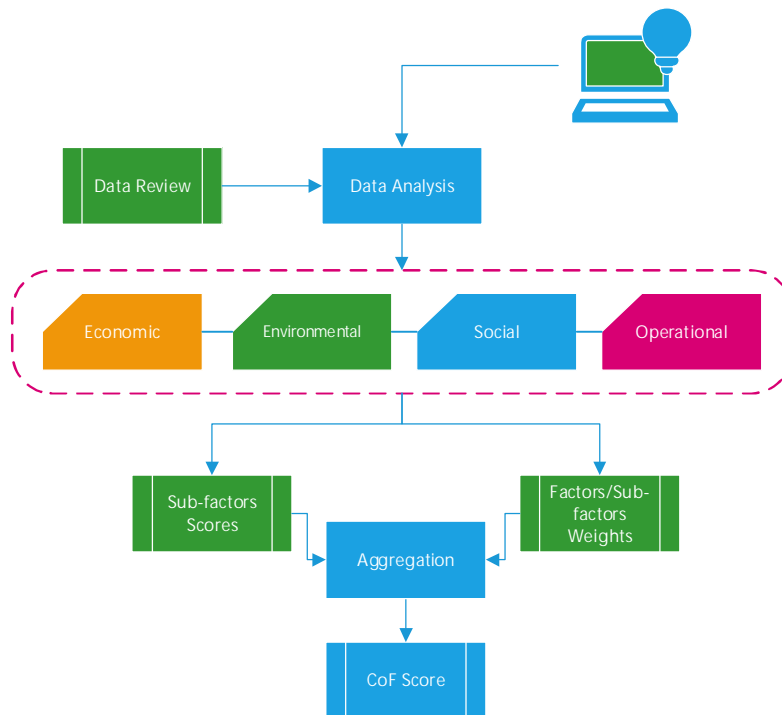 Data Review
Data Analysis
Economic
Environmental
Social
Operational
Sub-factors
Scores
Factors/Sub-
factors
Weights
Aggregation
CoF Score